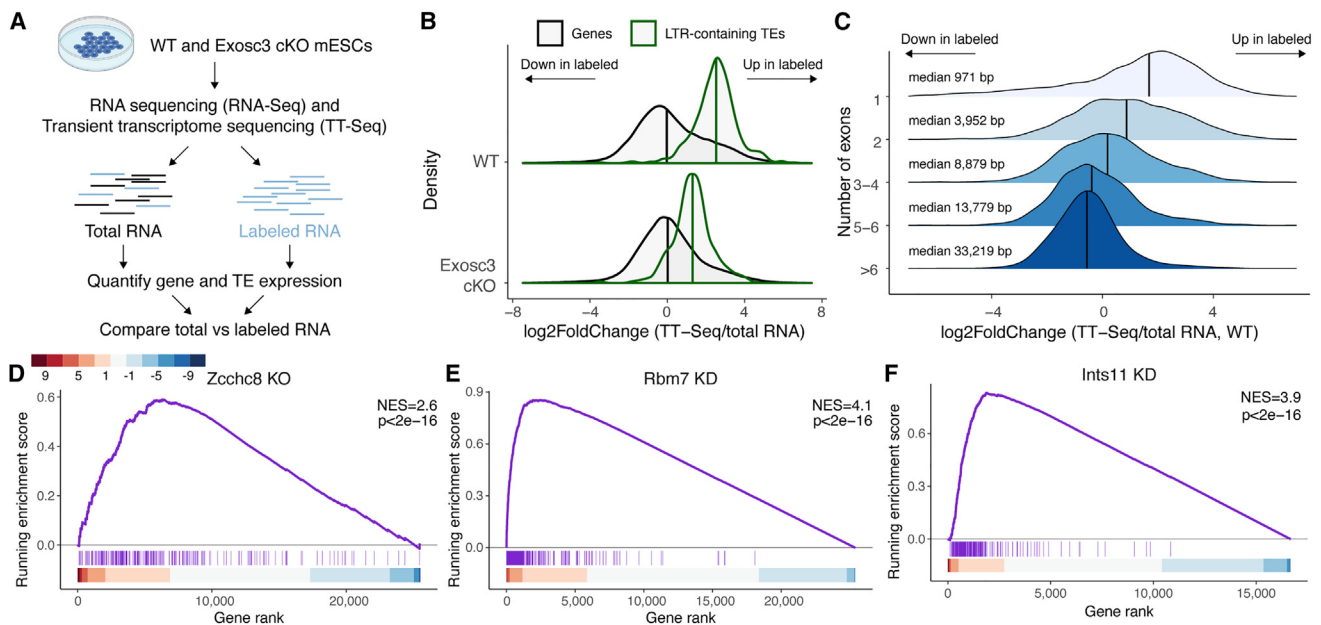 A
WT and Exosc3 cKO mESCs
RNA sequencing (RNA-Seq) and
Transient transcriptome sequencing (TT-Seq)
Total RNA
Labeled RNA
Quantify gene and TE expression
Compare total vs labeled RNA
B
Genes
LTR-containing TEs
Down in labeled
Up in labeled
Density
WT
Exosc3
cKO
−8
−4
0
4
8
log2FoldChange (TT−Seq/total RNA)
C
Down in labeled
Up in labeled
Number of exons
median 971 bp
1
median 3,952 bp
2
median 8,879 bp
3−4
median 13,779 bp
5−6
median 33,219 bp
>6
−4
0
4
log2FoldChange (TT−Seq/total RNA, WT)
9
5
1
-1
-5
-9
D
Zcchc8 KO
NES=2.6
p<2e−16
Running enrichment score
0.6
0.4
0.2
0.0
0
10,000
20,000
Gene rank
E
Rbm7 KD
NES=4.1
p<2e−16
Running enrichment score
0.9
0.6
0.3
0.0
0
5,000
10,000
15,000
20,000
25,000
Gene rank
F
Ints11 KD
NES=3.9
p<2e−16
Running enrichment score
0.6
0.3
0.0
0
5,000
10,000
15,000
Gene rank